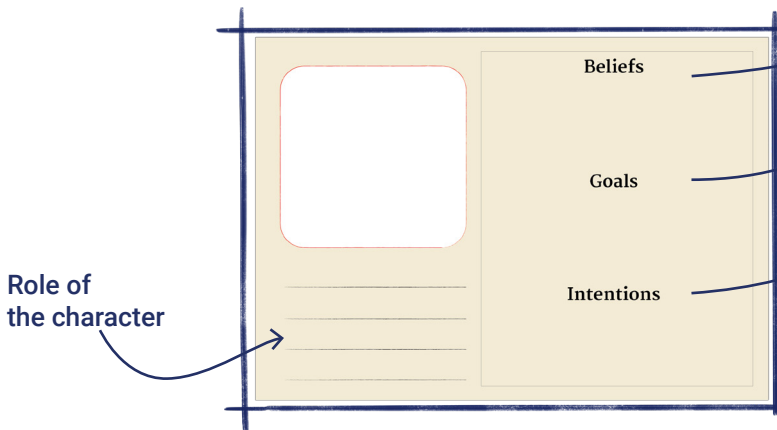 Beliefs
Goals
Intentions
Role of
the character